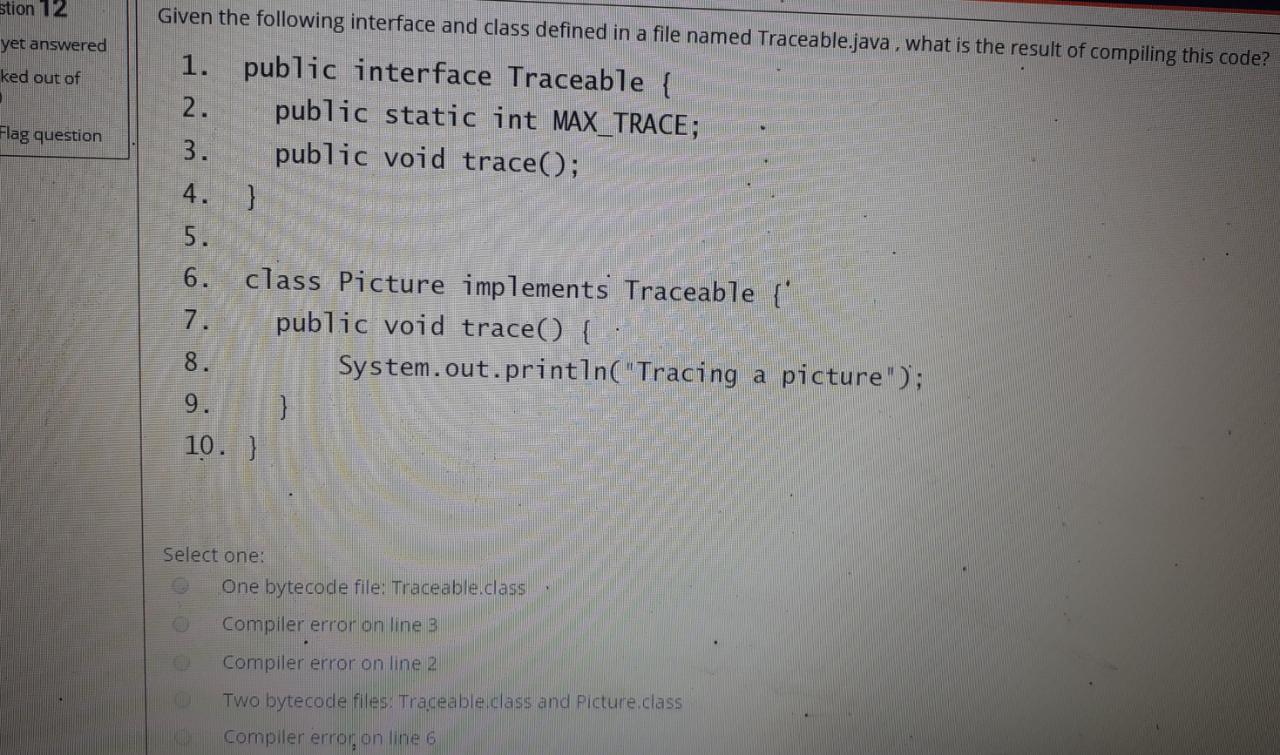 stion 12
yet answered
ked out of
Flag question
Given the following interface and class defined in a file named Traceable.java , what is the result of compiling this code?
1. public interface Traceable {
2. public static int MAX_TRACE;
3. public void trace();
4. }
5.
6. class Picture implements Traceable {
7. public void trace() {
8. System.out.println("Tracing a picture");
9. }
10. }
Select one:
One bytecode file: Traceable.class
Compiler error on line 3
Compiler error on line 2
Two bytecode files: Traceable.class and Picture.class
Compiler error on line 6